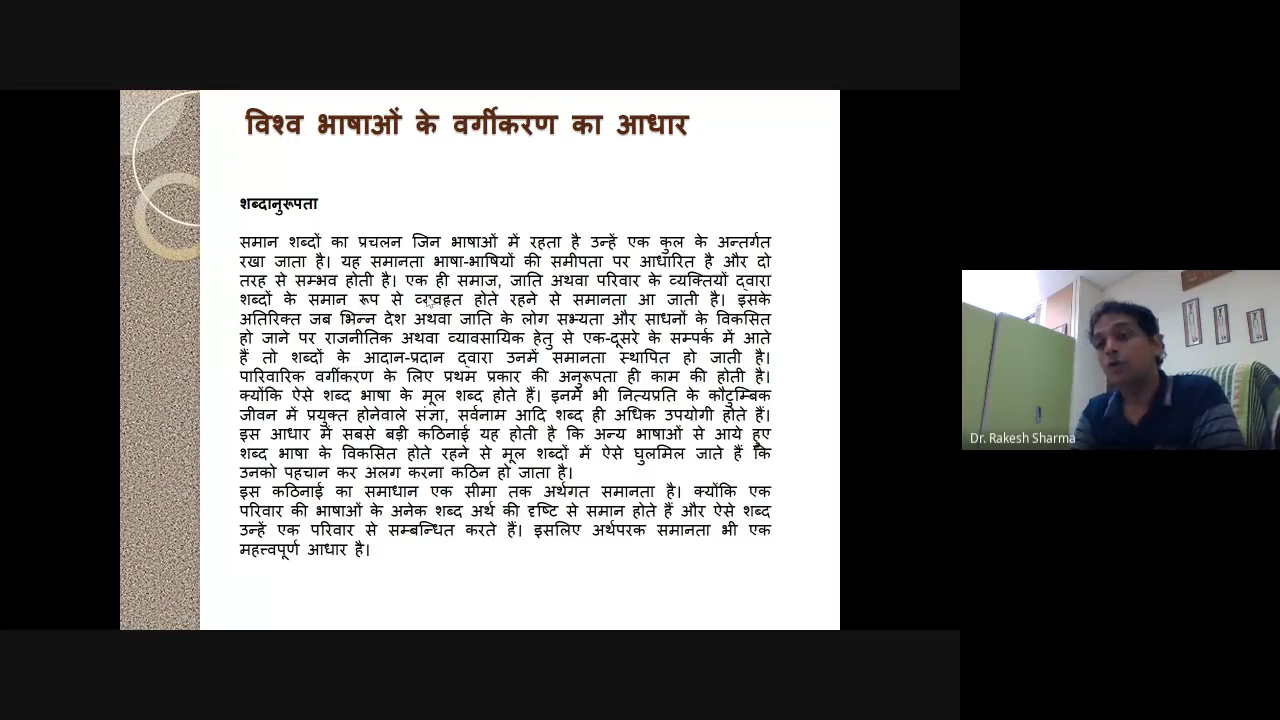 विश्व भाषाओं के वर्गीकरण का आधार
शब्दानुरूपता
समान शब्दों का प्रचलन जिन भाषाओं में रहता है उन्हें एक कुल के अन्तर्गत
रखा जाता है। यह समानता भाषा-भाषियों की समीपता पर आधारित है और दो
तरह से सम्भव होती है। एक ही समाज, जाति अथवा परिवार के व्यक्तियों द्वारा
शब्दों के समान रूप से व्यवहृत होते रहने से समानता आ जाती है। इसके
अतिरिक्त जब भिन्न देश अथवा जाति के लोग सभ्यता और साधनों के विकसित
हो जाने पर राजनीतिक अथवा व्यावसायिक हेतु से एक-दूसरे के सम्पर्क में आते
हैं तो शब्दों के आदान-प्रदान द्वारा उनमें समानता स्थापित हो जाती है।
पारिवारिक वर्गीकरण के लिए प्रथम प्रकार की अनुरूपता ही काम की होती है।
क्योंकि ऐसे शब्द भाषा के मूल शब्द होते हैं। इनमें भी नित्यप्रति के कौटुम्बिक
जीवन में प्रयुक्त होनेवाले संज्ञा, सर्वनाम आदि शब्द ही अधिक उपयोगी होते हैं।
इस आधार में सबसे बड़ी कठिनाई यह होती है कि अन्य भाषाओं से आये हुए
शब्द भाषा के विकसित होते रहने से मूल शब्दों में ऐसे घुलमिल जाते हैं कि
उनको पहचान कर अलग करना कठिन हो जाता है।
इस कठिनाई का समाधान एक सीमा तक अर्थगत समानता है। क्योंकि एक
परिवार की भाषाओं के अनेक शब्द अर्थ की दृष्टि से समान होते हैं और ऐसे शब्द
उन्हें एक परिवार से सम्बन्धित करते हैं। इसलिए अर्थपरक समानता भी एक
महत्त्वपूर्ण आधार है।
Dr. Rakesh Sharma